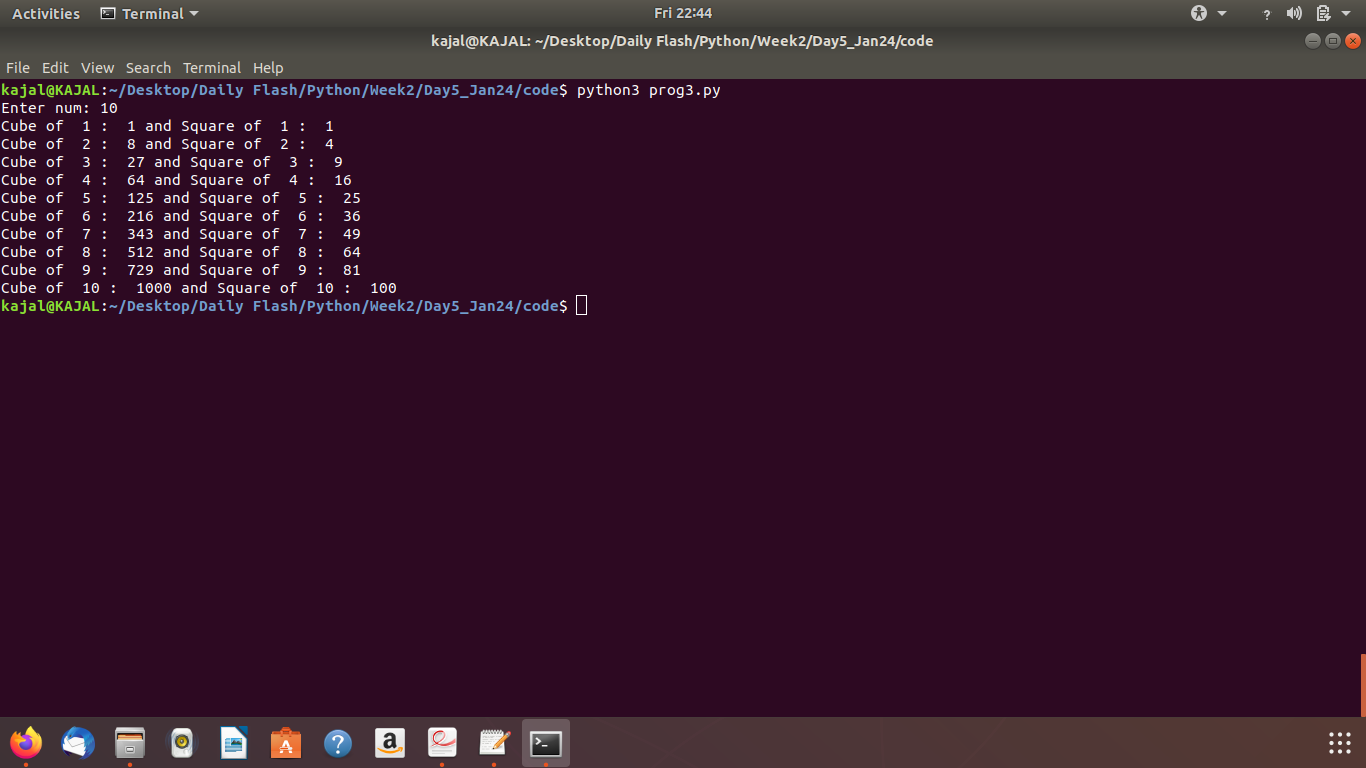 Activities Terminal Fri 22:44 ?
kajal@KAJAL: ~/Desktop/Daily Flash/Python/Week2/Day5_Jan24/code
File Edit View Search Terminal Help
kajal@KAJAL:~/Desktop/Daily Flash/Python/Week2/Day5_Jan24/code$ python3 prog3.py
Enter num: 10
Cube of  1 :  1 and Square of  1 :  1
Cube of  2 :  8 and Square of  2 :  4
Cube of  3 :  27 and Square of  3 :  9
Cube of  4 :  64 and Square of  4 :  16
Cube of  5 :  125 and Square of  5 :  25
Cube of  6 :  216 and Square of  6 :  36
Cube of  7 :  343 and Square of  7 :  49
Cube of  8 :  512 and Square of  8 :  64
Cube of  9 :  729 and Square of  9 :  81
Cube of  10 :  1000 and Square of  10 :  100
kajal@KAJAL:~/Desktop/Daily Flash/Python/Week2/Day5_Jan24/code$